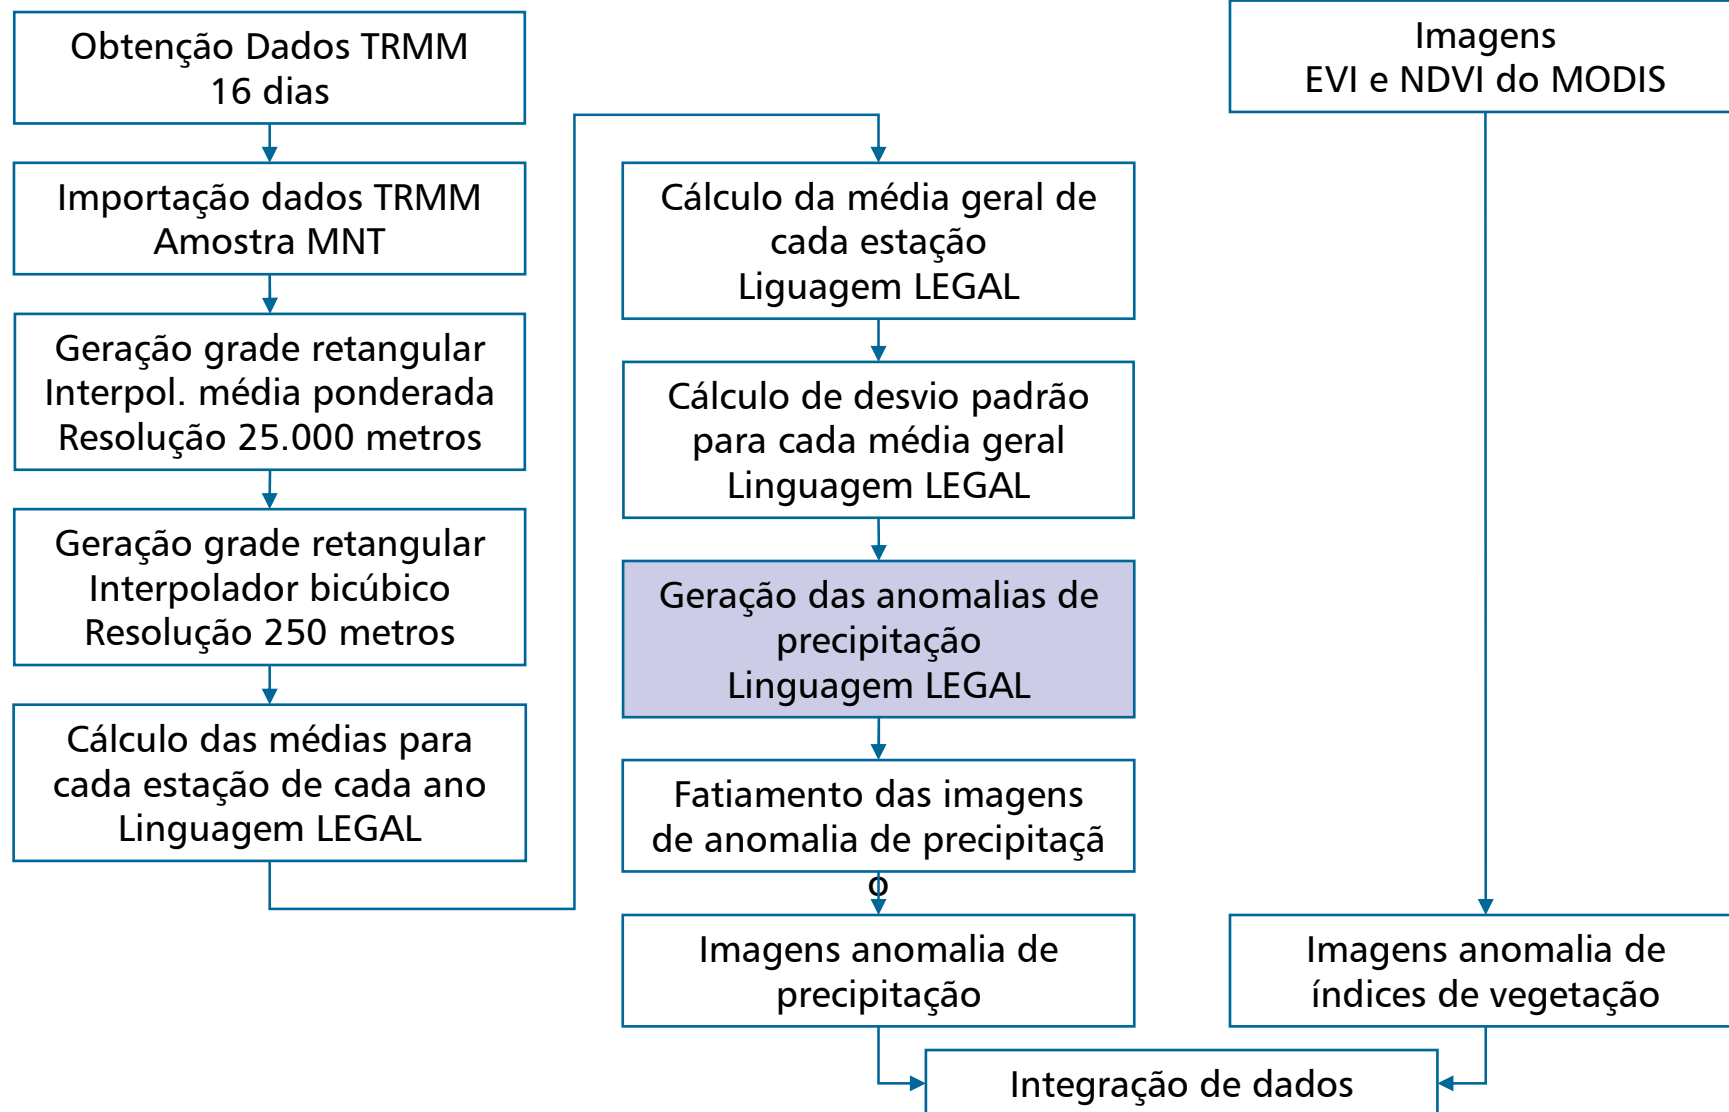 Obtenção Dados TRMM
16 dias
Importação dados TRMM
Amostra MNT
Geração grade retangular
Interpol. média ponderada
Resolução 25.000 metros
Geração grade retangular
Interpolador bicúbico
Resolução 250 metros
Cálculo das médias para
cada estação de cada ano
Linguagem LEGAL
Cálculo da média geral de
cada estação
Liguagem LEGAL
Cálculo de desvio padrão
para cada média geral
Linguagem LEGAL
Geração das anomalias de
precipitação
Linguagem LEGAL
Fatiamento das imagens
de anomalia de precipitaçã
o
Imagens anomalia de
precipitação
Imagens
EVI e NDVI do MODIS
Imagens anomalia de
índices de vegetação
Integração de dados